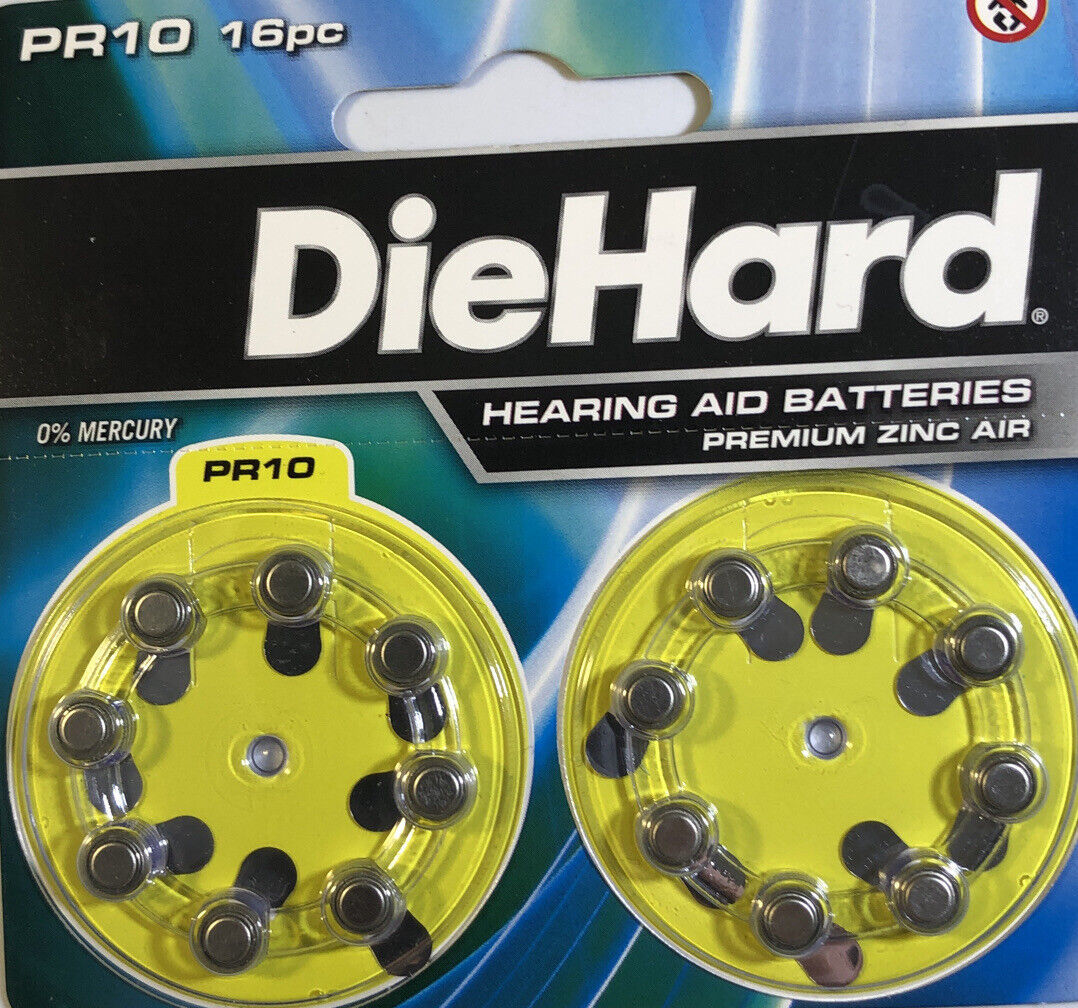 PR10 16pc
DieHard®
HEARING AID BATTERIES
PREMIUM ZINC AIR
0% MERCURY
PR10